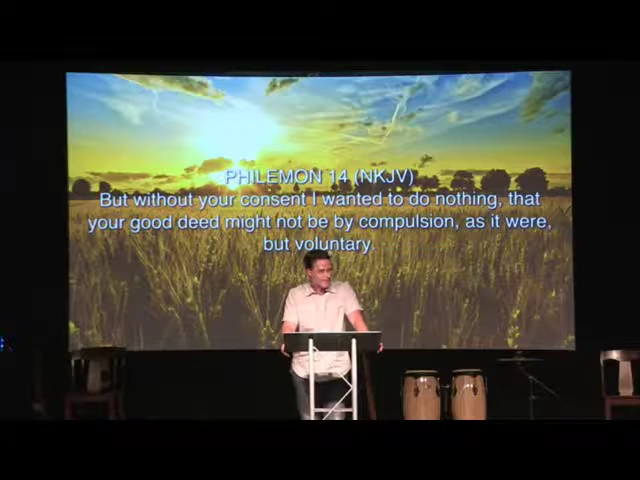 PHILEMON 14 (NKJV)
But without your consent I wanted to do nothing, that
your good deed might not be by compulsion, as it were,
but voluntary.